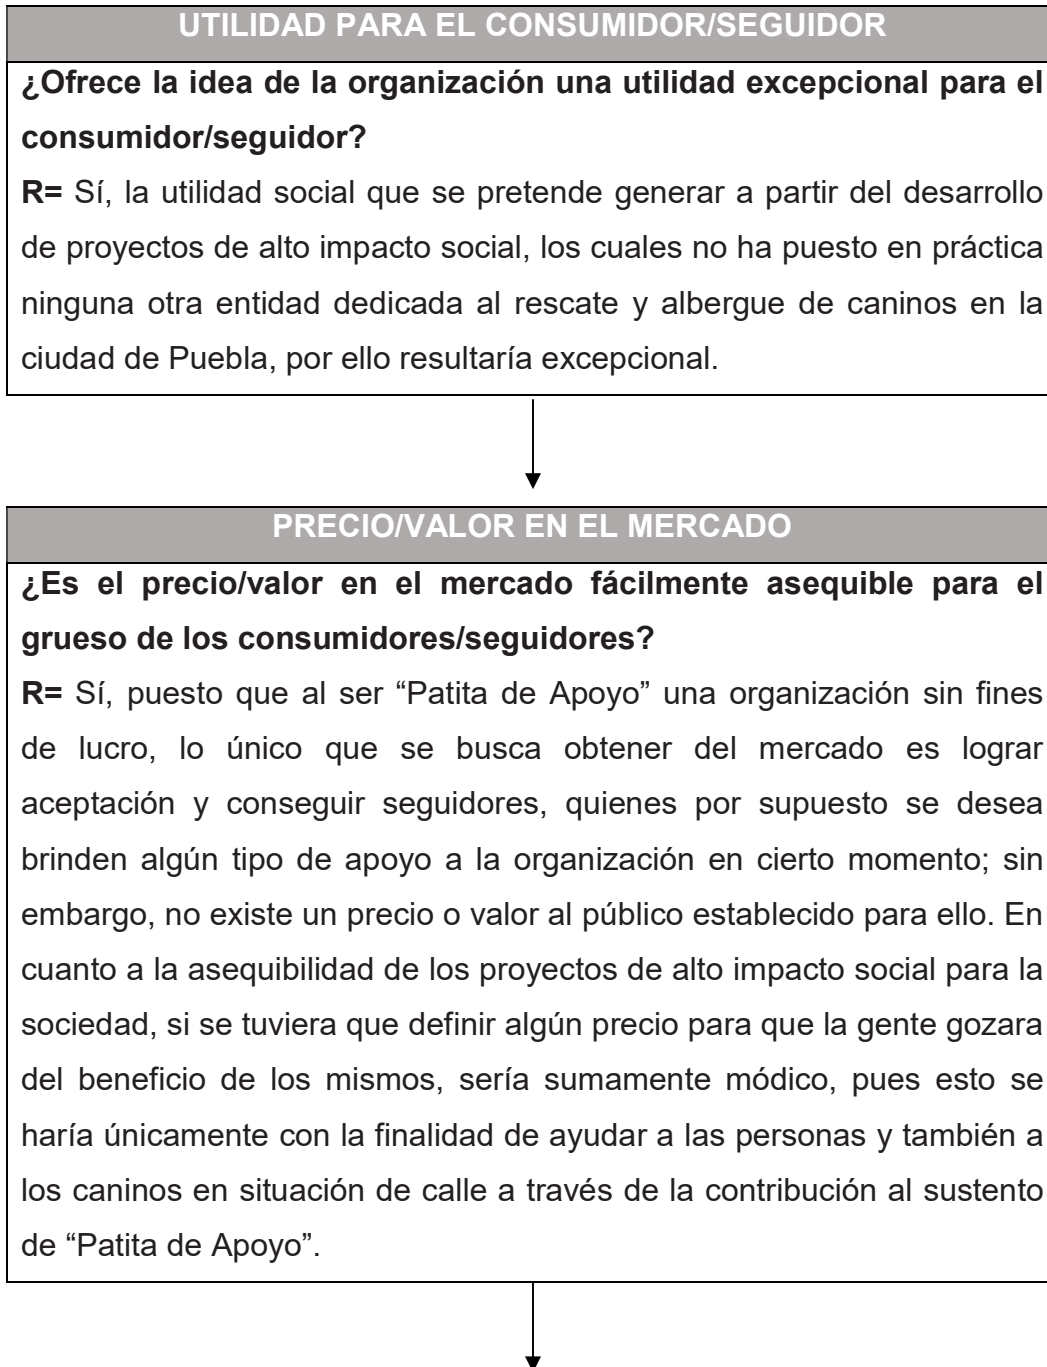 UTILIDAD PARA EL CONSUMIDOR/SEGUIDOR
¿Ofrece la idea de la organización una utilidad excepcional para el
consumidor/seguidor?
R= Sí, la utilidad social que se pretende generar a partir del desarrollo
de proyectos de alto impacto social, los cuales no ha puesto en práctica
ninguna otra entidad dedicada al rescate y albergue de caninos en la
ciudad de Puebla, por ello resultaría excepcional.
PRECIO/VALOR EN EL MERCADO
¿Es el precio/valor en el mercado fácilmente asequible para el
grueso de los consumidores/seguidores?
R= Sí, puesto que al ser “Patita de Apoyo” una organización sin fines
de lucro, lo único que se busca obtener del mercado es lograr
aceptación y conseguir seguidores, quienes por supuesto se desea
brinden algún tipo de apoyo a la organización en cierto momento; sin
embargo, no existe un precio o valor al público establecido para ello. En
cuanto a la asequibilidad de los proyectos de alto impacto social para la
sociedad, si se tuviera que definir algún precio para que la gente gozara
del beneficio de los mismos, sería sumamente módico, pues esto se
haría únicamente con la finalidad de ayudar a las personas y también a
los caninos en situación de calle a través de la contribución al sustento
de “Patita de Apoyo”.